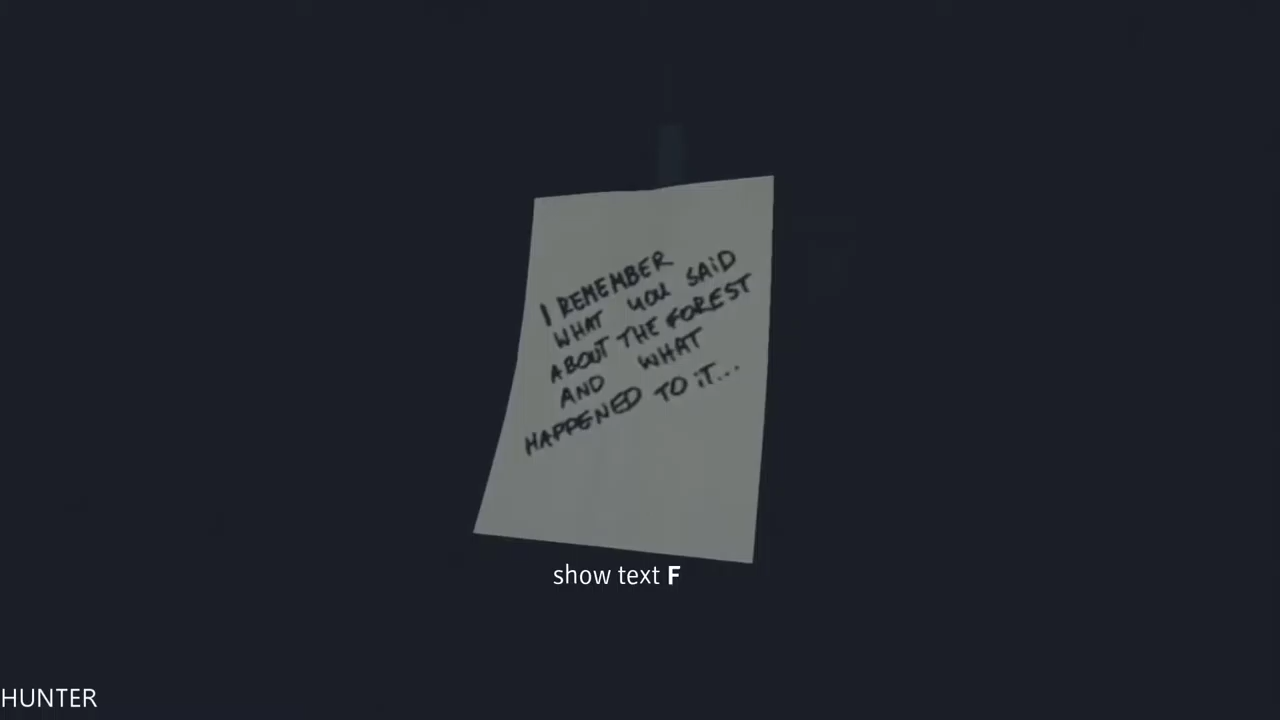 I REMEMBER
WHAT YOU SAID
ABOUT THE FOREST
AND WHAT
HAPPENED TO IT...
show text F
HUNTER